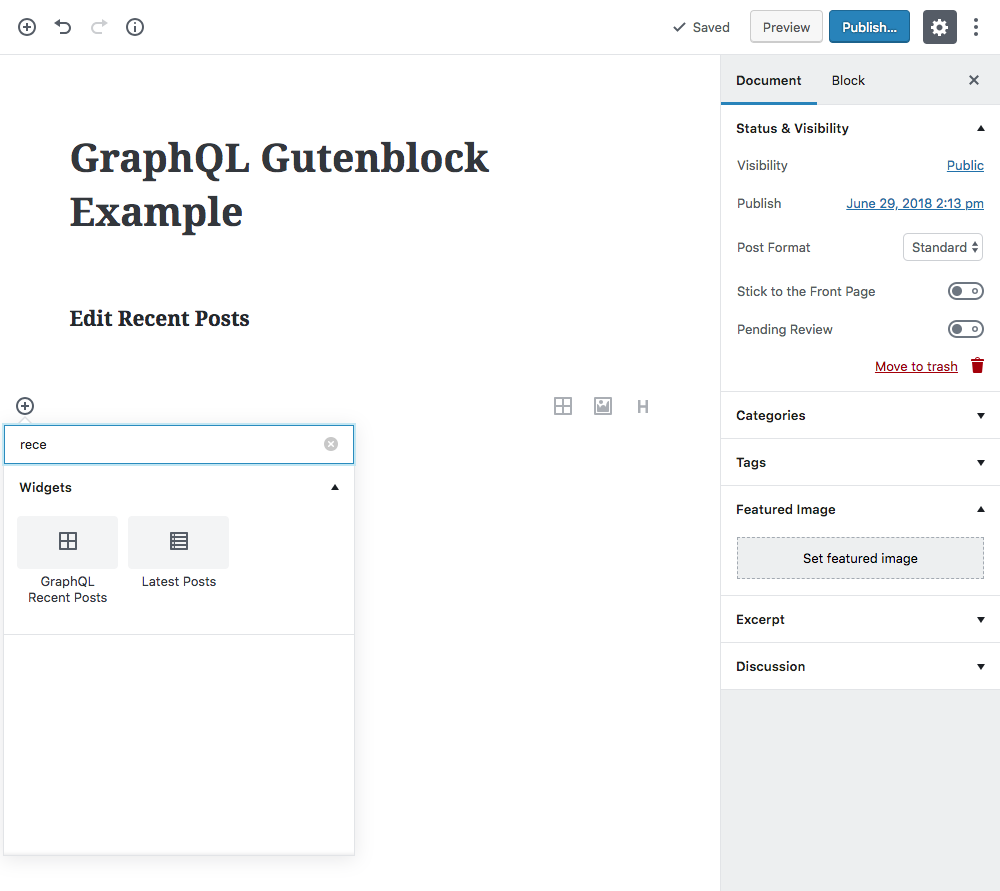 Saved
Preview
Publish...
Document
Block
GraphQL Gutenblock
Example
Edit Recent Posts
H
rece
Widgets
GraphQL
Recent Posts
Latest Posts
Status & Visibility
Visibility
Public
Publish
June 29, 2018 2:13 pm
Post Format
Standard
Stick to the Front Page
Pending Review
Move to trash
Categories
Tags
Featured Image
Set featured image
Excerpt
Discussion